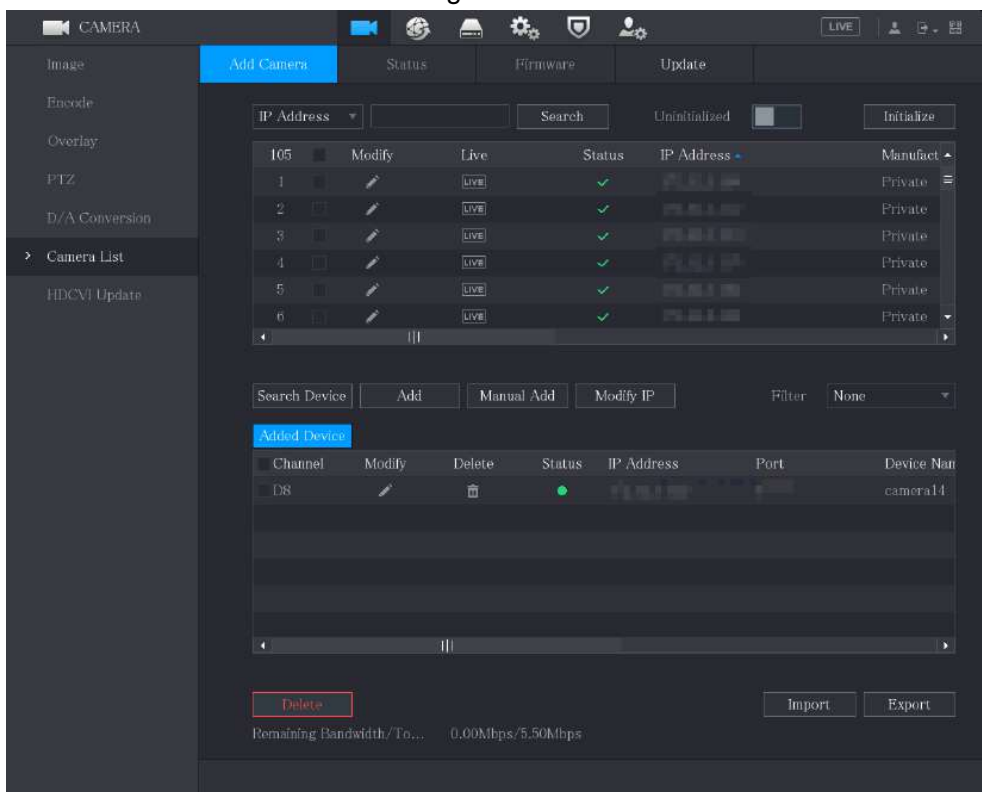 CAMERA LIVE
Image Add Camera Status Firmware Update
Encode
IP Address Search Uninitialized Initialize
Overlay
105 Modify Live Status IP Address Manufact
PTZ
1 LIVE Private
D/A Conversion
2 LIVE Private
3 LIVE Private
Camera List
4 LIVE Private
HDCVI Update
5 LIVE Private
6 LIVE Private
Search Device Add Manual Add Modify IP Filter None
Added Device
Channel Modify Delete Status IP Address Port Device Nam
D8 camera14
Delete Import Export
Remaining Bandwidth/To... 0.00Mbps/5.50Mbps